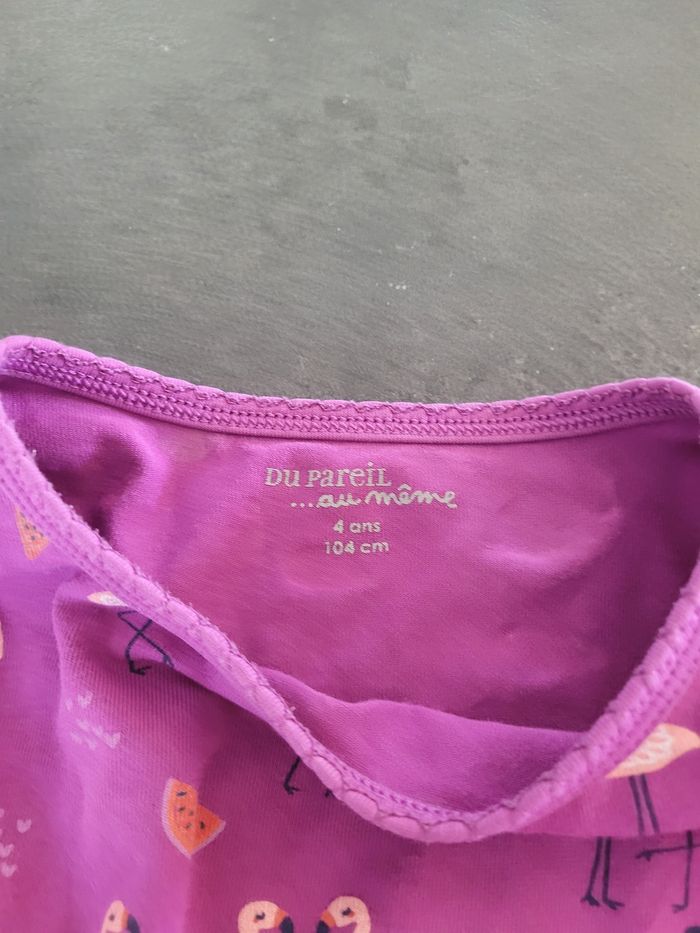 DU PAREIL
...au même
4 ans
104 cm